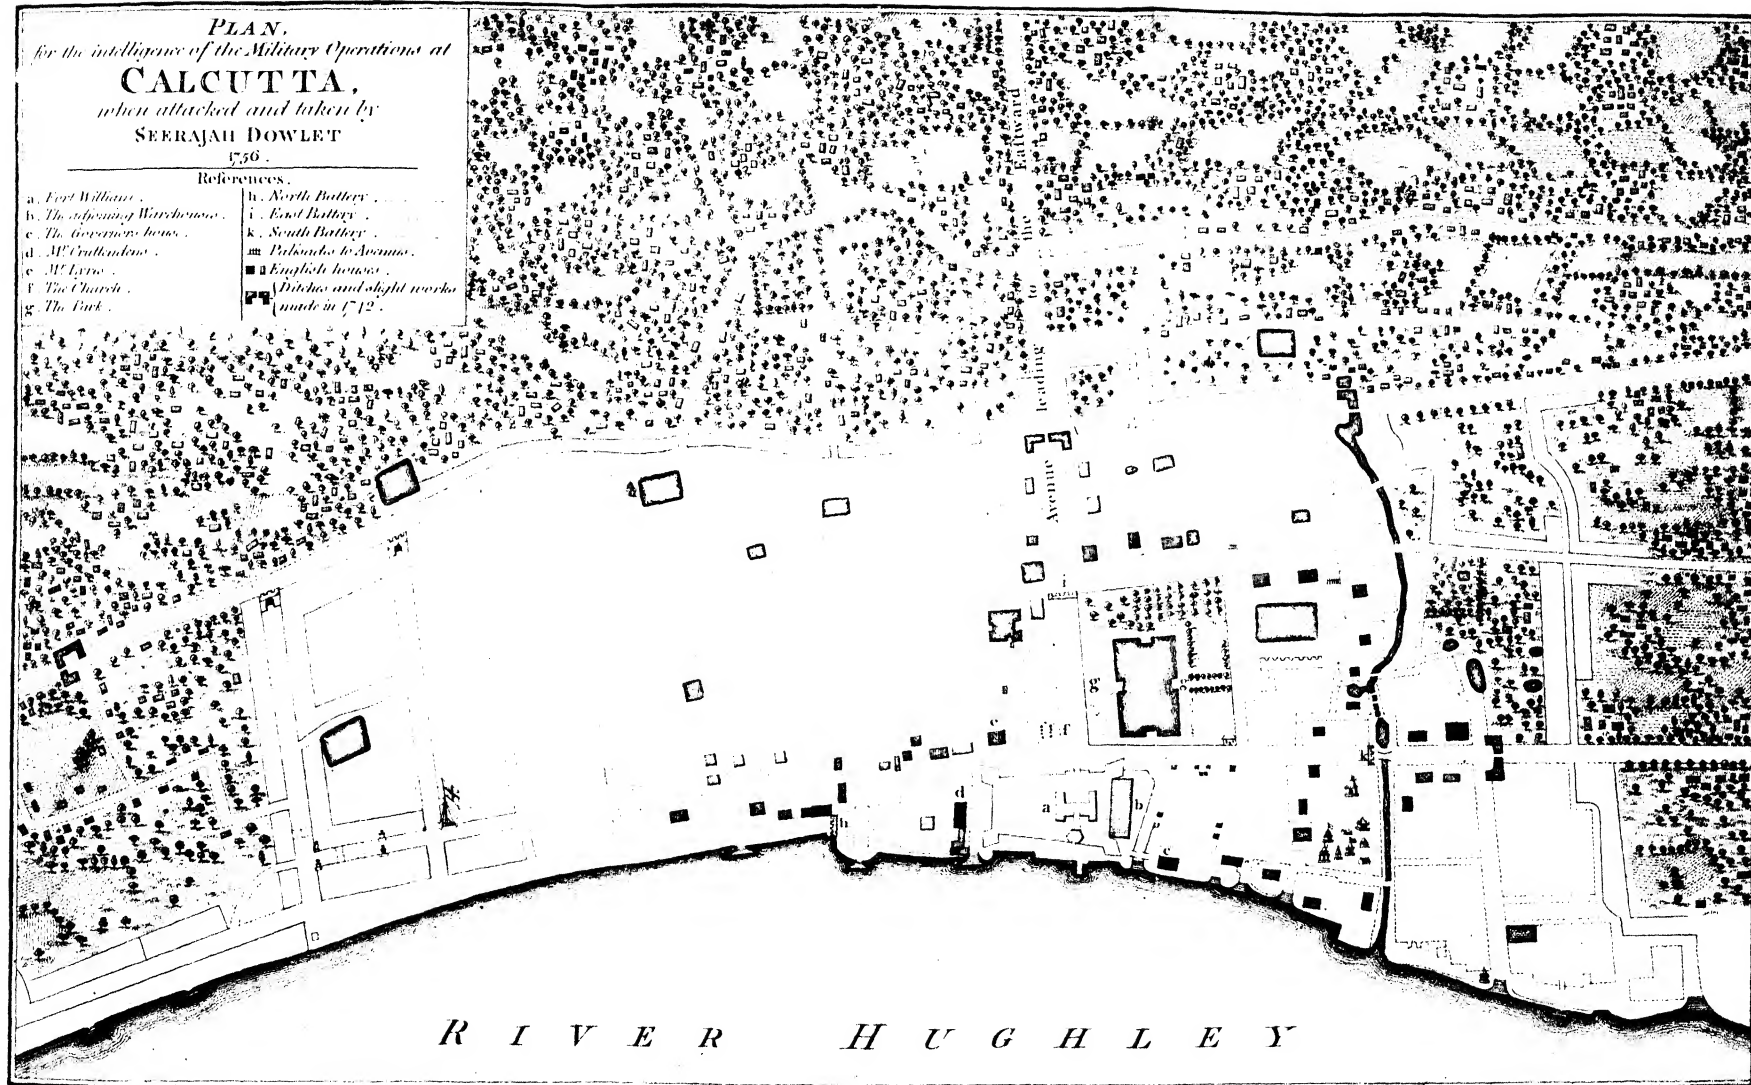 PLAN,
for the intelligence of the Military Operations at
CALCUTTA,
when attacked and taken by
SEERAJAH DOWLET
1756.
References.
a. Fort William.
b. The adjoining Warehouses.
c. The Governors house.
d. Mr. Cruttendens.
e. Mr. Eyres.
f. The Church.
g. The Park.
h. North Battery.
i. East Battery.
k. South Battery.
Palisades to Avenues.
English houses.
Ditches and slight works
made in 1742.
Avenue leading to the Eastward
i
g
e
f
c
k
d
a
b
h
c
RIVER HUGHLEY